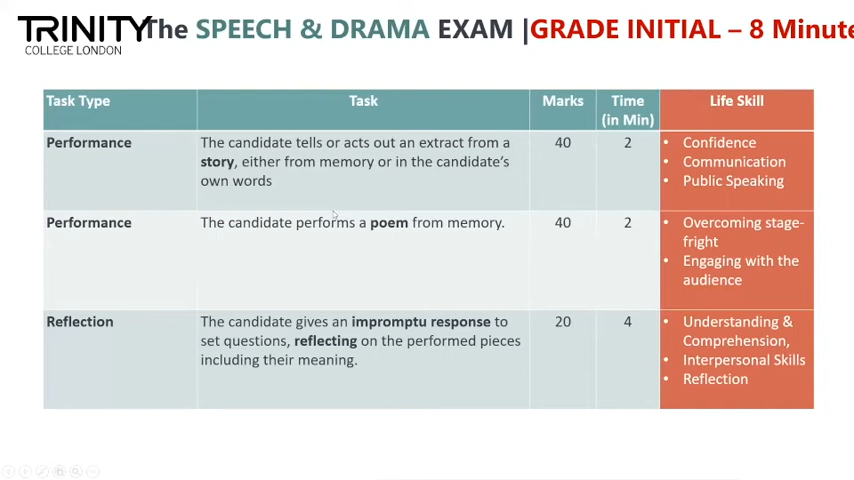 TRINITY
COLLEGE LONDON
The SPEECH & DRAMA EXAM |GRADE INITIAL – 8 Minute
Task Type Task Marks Time (in Min) Life Skill
Performance
The candidate tells or acts out an extract from a
story, either from memory or in the candidate's
own words
40
2
• Confidence
• Communication
• Public Speaking
Performance
The candidate performs a poem from memory.
40
2
• Overcoming stage-
fright
• Engaging with the
audience
Reflection
The candidate gives an impromptu response to
set questions, reflecting on the performed pieces
including their meaning.
20
4
• Understanding &
Comprehension,
• Interpersonal Skills
• Reflection